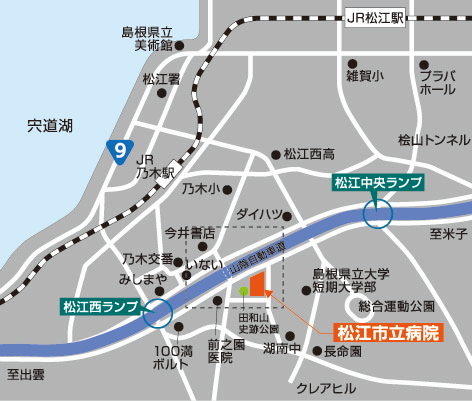 JR松江駅
島根県立
美術館
松江署
雑賀小
プラバ
ホール
宍道湖
9
JR
乃木駅
松江西高
桧山トンネル
乃木小
松江中央ランプ
ダイハツ
至米子
今井書店
山陰自動車道
乃木交番
いない
みしまや
島根県立大学
短期大学部
松江西ランプ
田和山
史跡公園
総合運動公園
松江市立病院
100満
ボルト
前之園
医院
湖南中
長命園
至出雲
クレアヒル